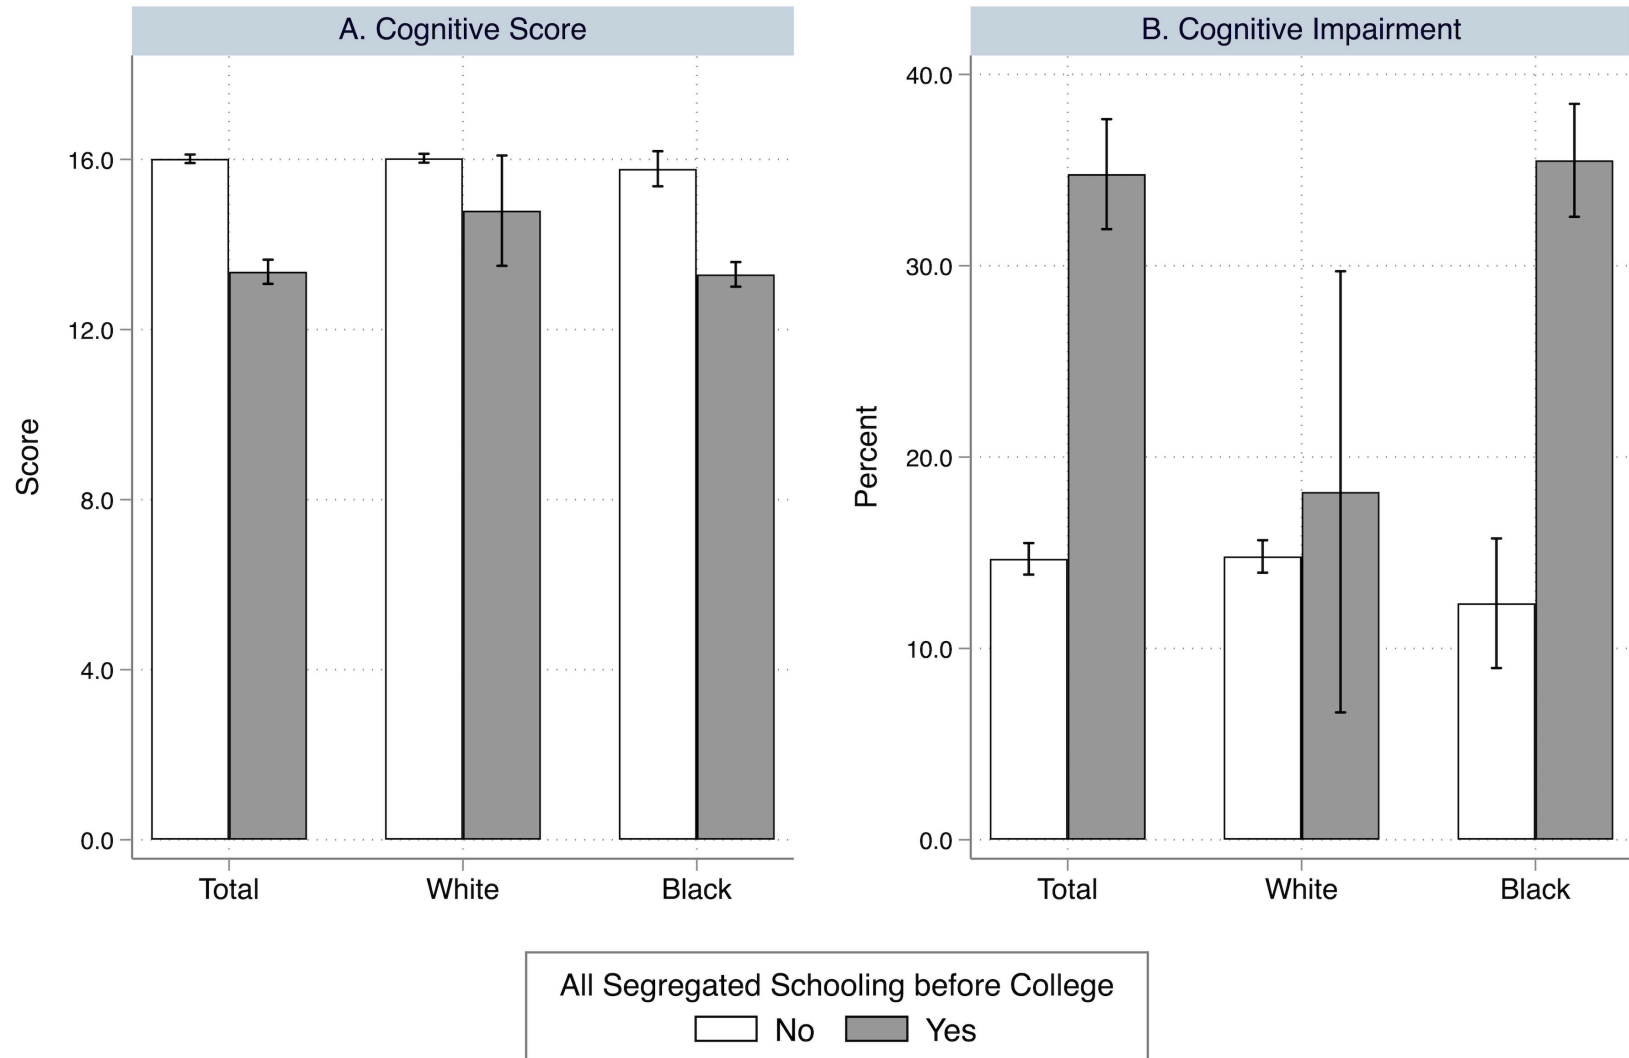 A. Cognitive Score
16.0
12.0
8.0
4.0
0.0
Score
Total White Black
B. Cognitive Impairment
40.0
30.0
20.0
10.0
0.0
Percent
Total White Black
All Segregated Schooling before College
No Yes